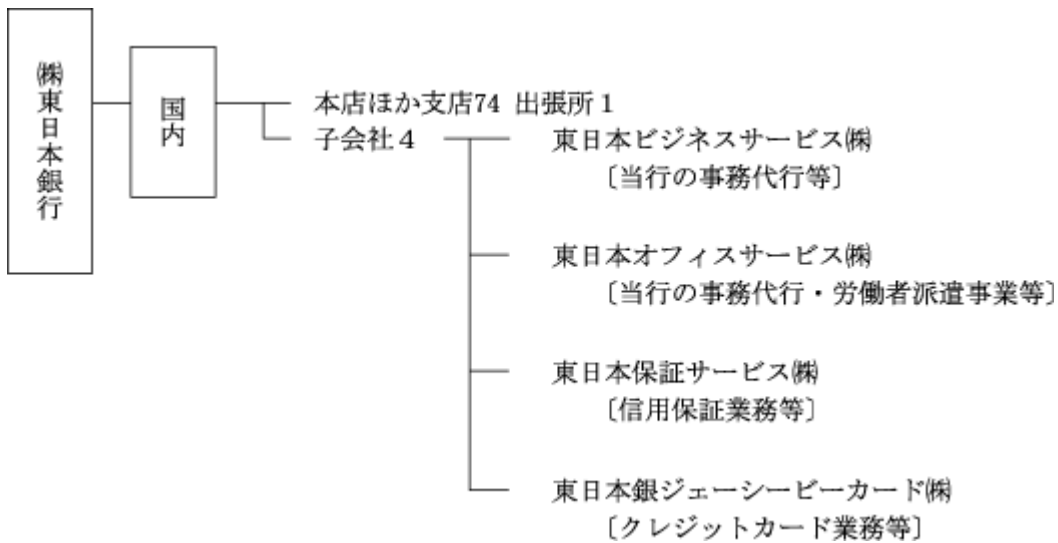 ㈱東日本銀行
国内
本店ほか支店74 出張所1
子会社4
東日本ビジネスサービス㈱
〔当行の事務代行等〕
東日本オフィスサービス㈱
〔当行の事務代行・労働者派遣事業等〕
東日本保証サービス㈱
〔信用保証業務等〕
東日本銀ジェーシービーカード㈱
〔クレジットカード業務等〕